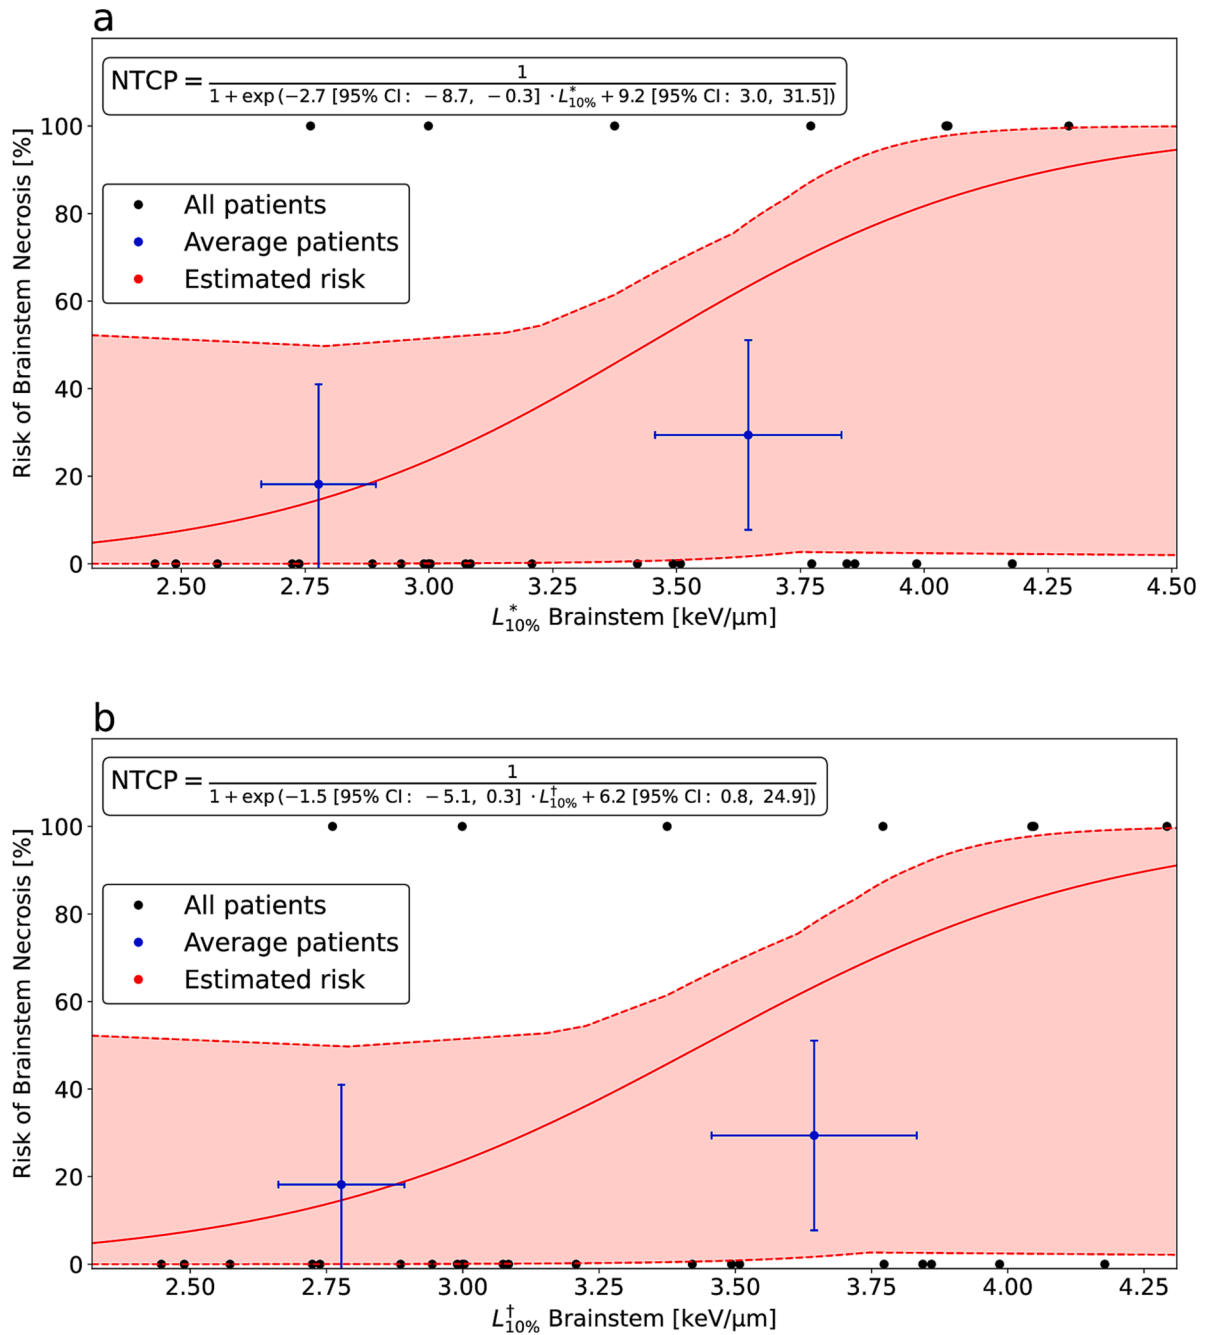 a
NTCP = 1 / (1 + exp (−2.7 [95% CI: −8.7, −0.3] · L*10% + 9.2 [95% CI: 3.0, 31.5]))
Risk of Brainstem Necrosis [%]
100
80
60
40
20
0
All patients
Average patients
Estimated risk
2.50 2.75 3.00 3.25 3.50 3.75 4.00 4.25 4.50
L*10% Brainstem [keV/μm]
b
NTCP = 1 / (1 + exp (−1.5 [95% CI: −5.1, 0.3] · L†10% + 6.2 [95% CI: 0.8, 24.9]))
Risk of Brainstem Necrosis [%]
100
80
60
40
20
0
All patients
Average patients
Estimated risk
2.50 2.75 3.00 3.25 3.50 3.75 4.00 4.25
L†10% Brainstem [keV/μm]